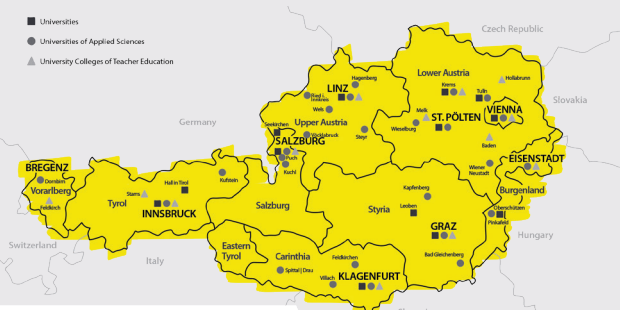 Universities
Universities of Applied Sciences
University Colleges of Teacher Education
Czech Republic
Slovakia
Germany
Hungary
Italy
Switzerland
Hagenberg
LINZ
Ried i.
Innkreis
Wels
Upper Austria
Vöcklabruck
Steyr
Lower Austria
Hollabrunn
Krems
Tulln
VIENNA
Melk
ST. PÖLTEN
Wieselburg
Baden
Wiener
Neustadt
EISENSTADT
Burgenland
Oberschützen
Pinkafeld
Seekirchen
SALZBURG
Puch
Kuchl
Salzburg
BREGENZ
Dornbirn
Vorarlberg
Feldkirch
Kufstein
Hall in Tirol
Stams
Tyrol
INNSBRUCK
Kapfenberg
Leoben
Styria
GRAZ
Bad Gleichenberg
Eastern
Tyrol
Carinthia
Feldkirchen
Spittal | Drau
Villach
KLAGENFURT